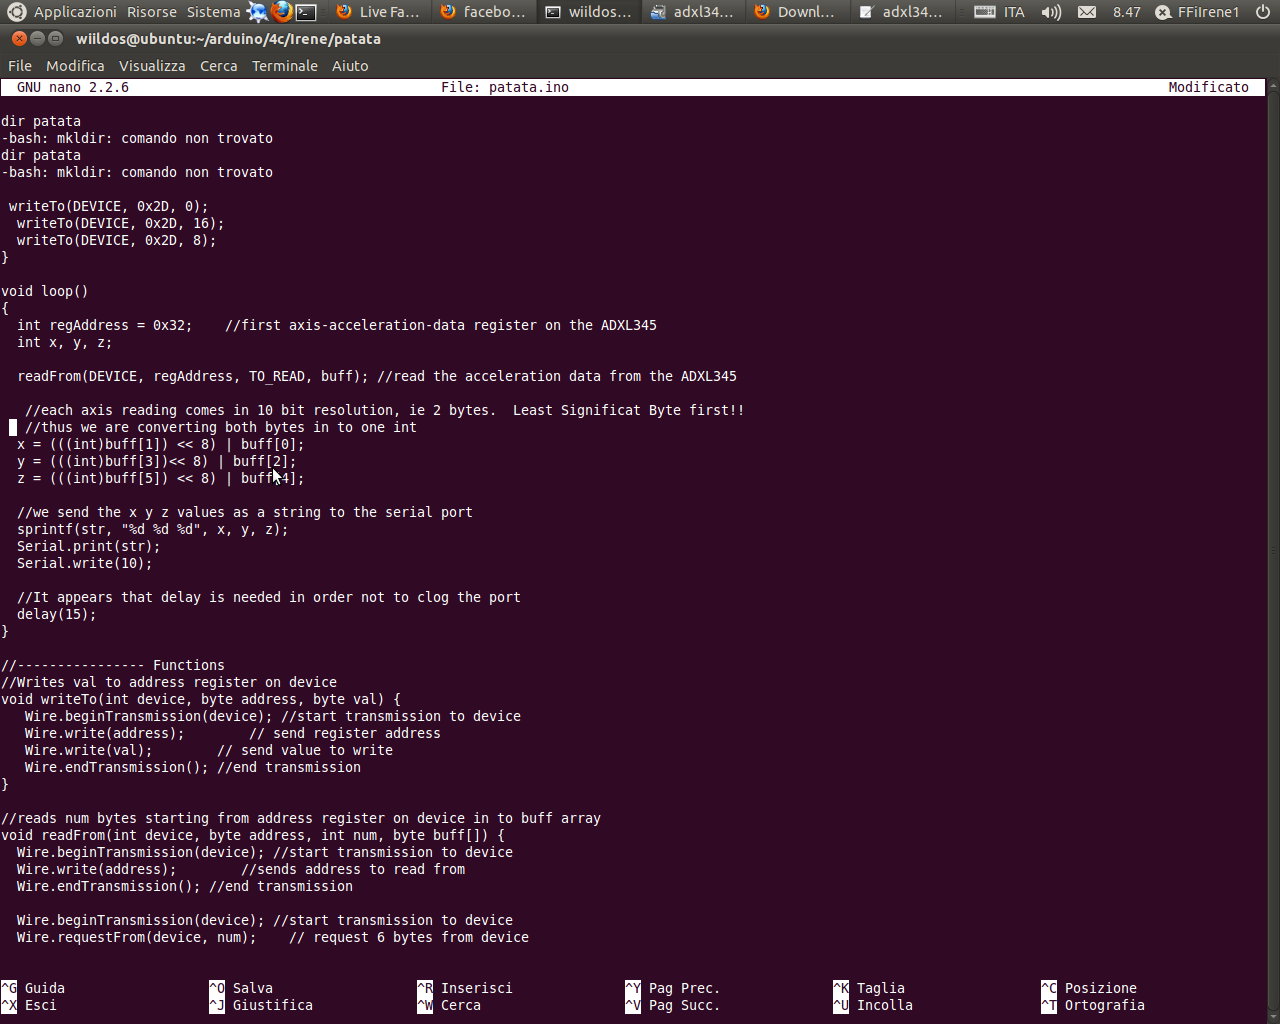 Applicazioni Risorse Sistema Live Fa... facebo... wiildos... adxl34... Downl... adxl34... ITA 8.47 FFiIrene1
wiildos@ubuntu:~/arduino/4c/Irene/patata
File Modifica Visualizza Cerca Terminale Aiuto
GNU nano 2.2.6 File: patata.ino Modificato
dir patata
-bash: mkldir: comando non trovato
dir patata
-bash: mkldir: comando non trovato
writeTo(DEVICE, 0x2D, 0);
writeTo(DEVICE, 0x2D, 16);
writeTo(DEVICE, 0x2D, 8);
}
void loop()
{
int regAddress = 0x32; //first axis-acceleration-data register on the ADXL345
int x, y, z;
readFrom(DEVICE, regAddress, TO_READ, buff); //read the acceleration data from the ADXL345
//each axis reading comes in 10 bit resolution, ie 2 bytes. Least Significat Byte first!!
//thus we are converting both bytes in to one int
x = (((int)buff[1]) << 8) | buff[0];
y = (((int)buff[3])<< 8) | buff[2];
z = (((int)buff[5]) << 8) | buff[4];
//we send the x y z values as a string to the serial port
sprintf(str, "%d %d %d", x, y, z);
Serial.print(str);
Serial.write(10);
//It appears that delay is needed in order not to clog the port
delay(15);
}
//---------------- Functions
//Writes val to address register on device
void writeTo(int device, byte address, byte val) {
Wire.beginTransmission(device); //start transmission to device
Wire.write(address); // send register address
Wire.write(val); // send value to write
Wire.endTransmission(); //end transmission
}
//reads num bytes starting from address register on device in to buff array
void readFrom(int device, byte address, int num, byte buff[]) {
Wire.beginTransmission(device); //start transmission to device
Wire.write(address); //sends address to read from
Wire.endTransmission(); //end transmission
Wire.beginTransmission(device); //start transmission to device
Wire.requestFrom(device, num); // request 6 bytes from device
^G Guida ^O Salva ^R Inserisci ^Y Pag Prec. ^K Taglia ^C Posizione
^X Esci ^J Giustifica ^W Cerca ^V Pag Succ. ^U Incolla ^T Ortografia